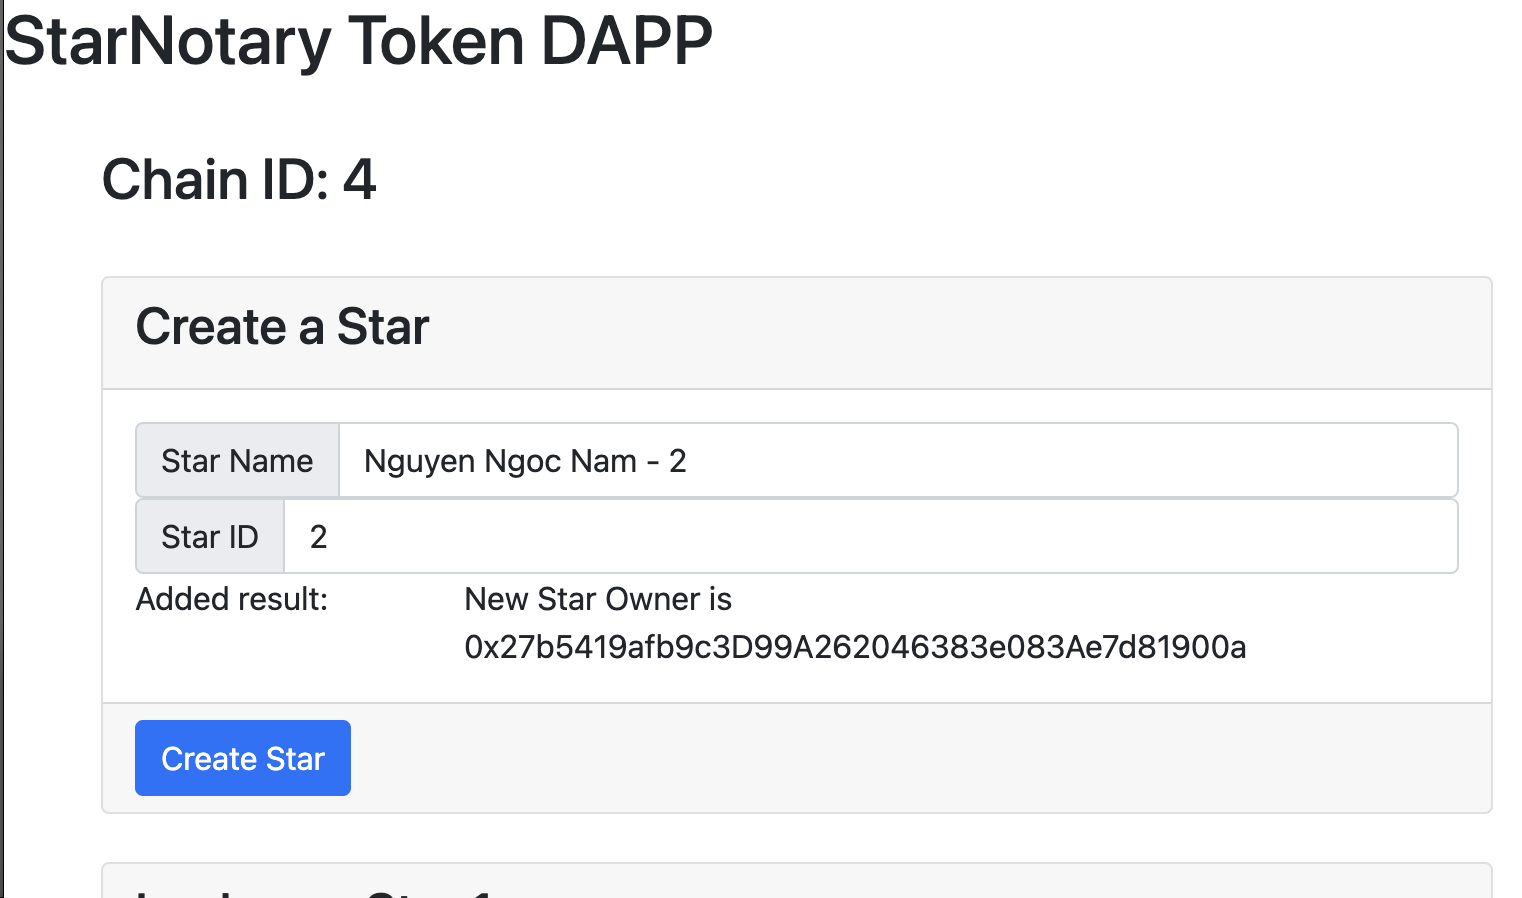 StarNotary Token DAPP
Chain ID: 4
Create a Star
Star Name Nguyen Ngoc Nam - 2
Star ID 2
Added result: New Star Owner is
0x27b5419afb9c3D99A262046383e083Ae7d81900a
Create Star